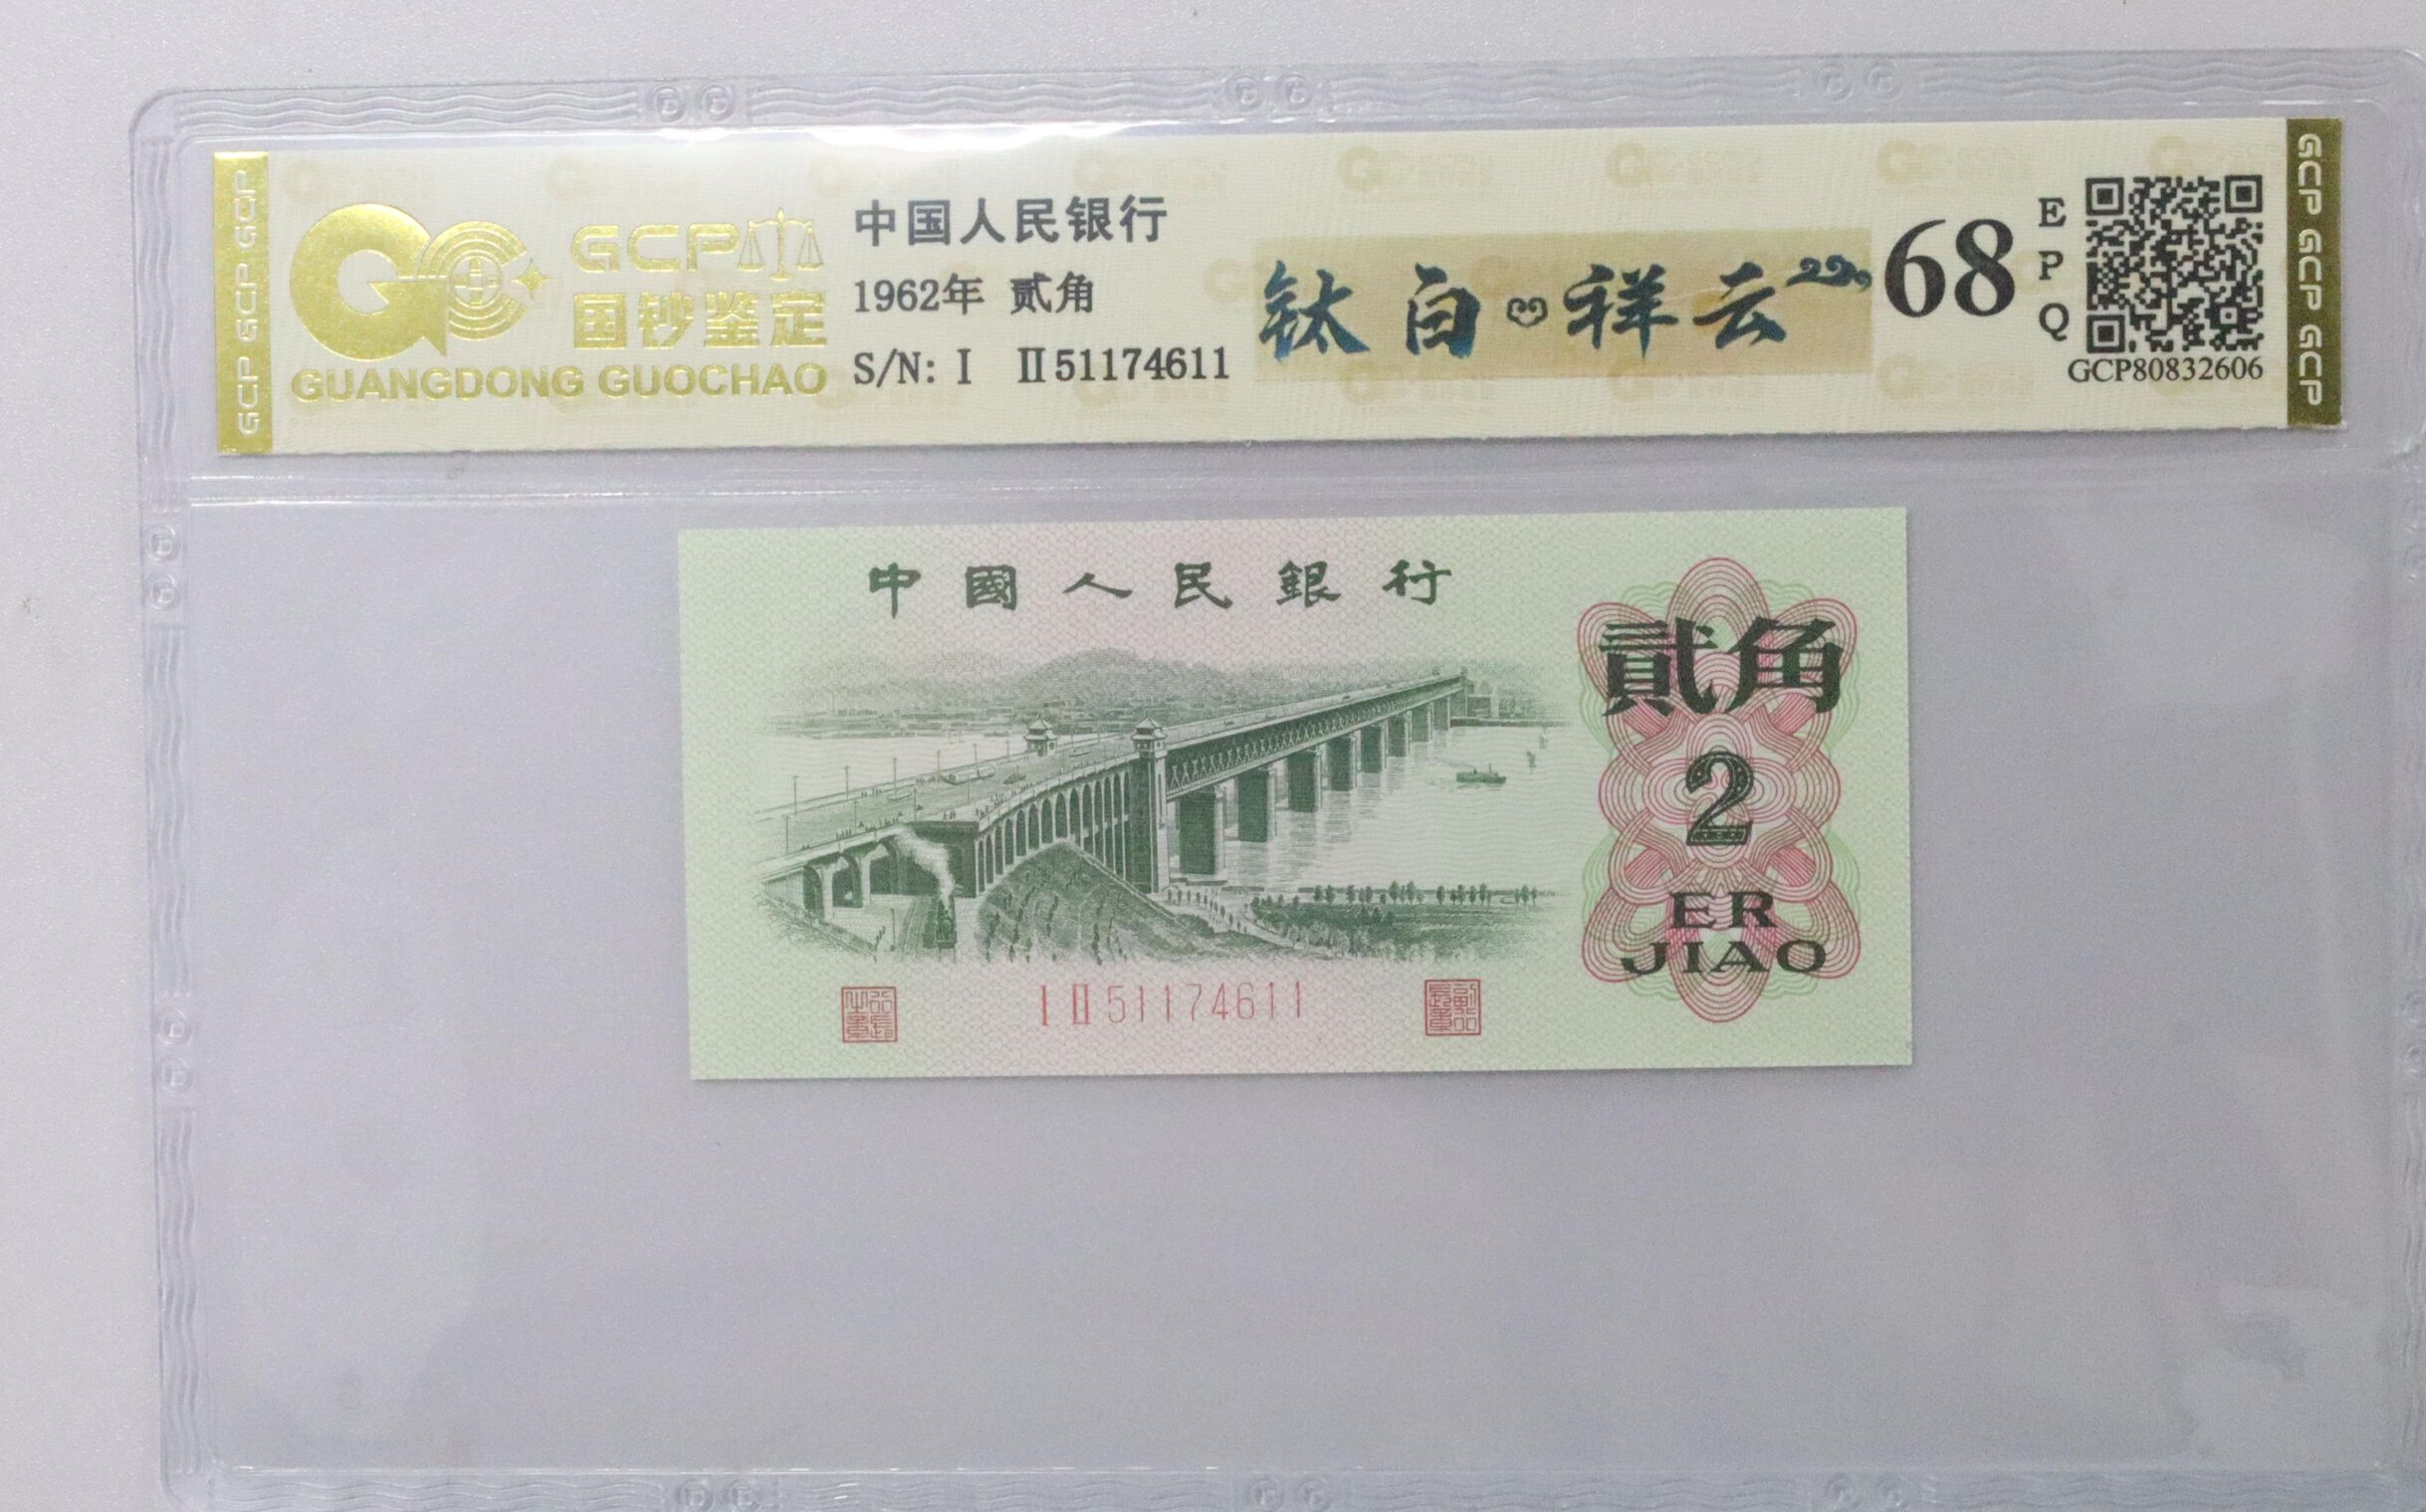 GCP GCP GCP
GCP
国钞鉴定
GUANGDONG GUOCHAO
中国人民银行
1962年 贰角
S/N: I II51174611
钛白祥云
68
E
P
Q
GCP80832606
GCP GCP GCP
中國人民銀行
貳角
2
ER
JIAO
I II 51174611